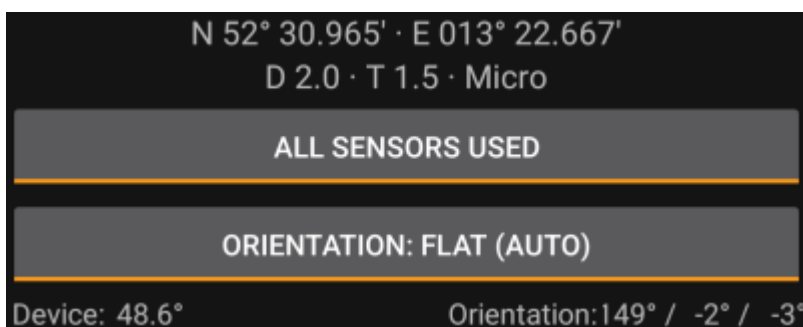 N 52° 30.965' · E 013° 22.667'
D 2.0 · T 1.5 · Micro
ALL SENSORS USED
ORIENTATION: FLAT (AUTO)
Device: 48.6° Orientation:149° / -2° / -3°